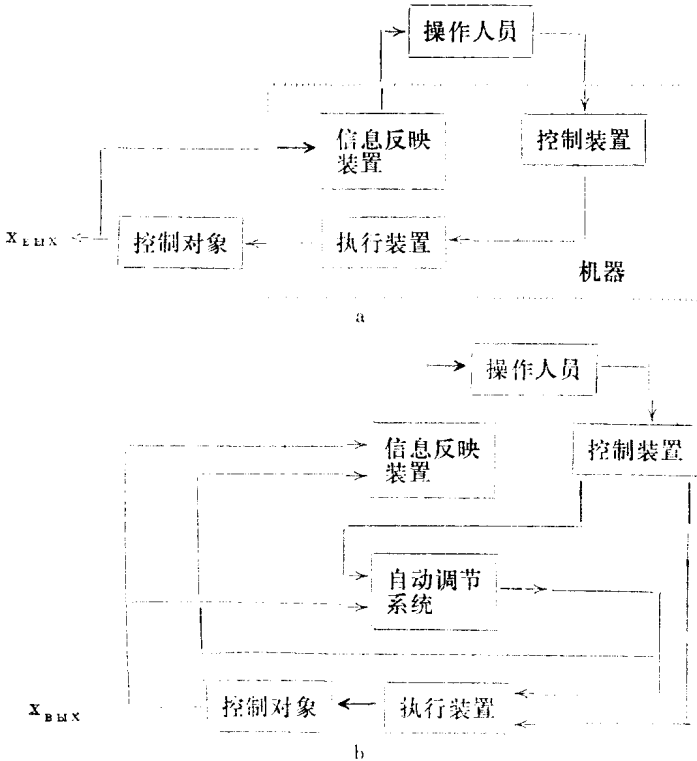 操作人员
信息反映
装置
控制装置
Xвых
控制对象
执行装置
机器
a
操作人员
信息反映
装置
控制装置
自动调节
系统
Xвых
控制对象
执行装置
b